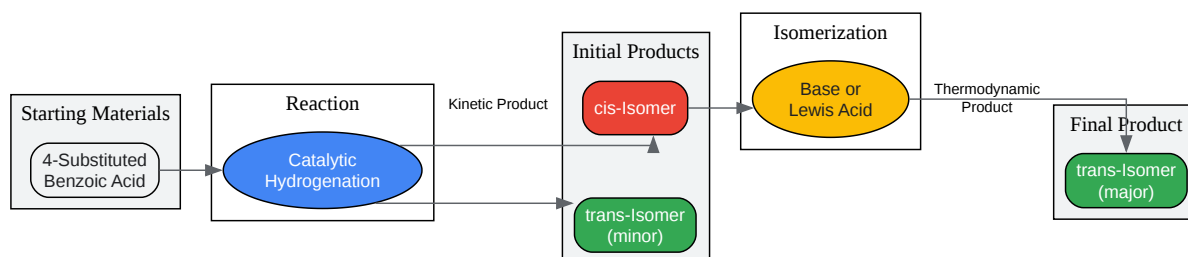 Starting Materials
4-Substituted
Benzoic Acid
Reaction
Catalytic
Hydrogenation
Kinetic Product
Initial Products
cis-Isomer
trans-Isomer
(minor)
Isomerization
Base or
Lewis Acid
Thermodynamic
Product
Final Product
trans-Isomer
(major)